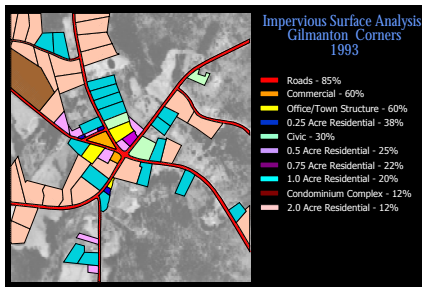 Impervious Surface Analysis
Gilmanton Corners
1993
Roads - 85%
Commercial - 60%
Office/Town Structure - 60%
0.25 Acre Residential - 38%
Civic - 30%
0.5 Acre Residential - 25%
0.75 Acre Residential - 22%
1.0 Acre Residential - 20%
Condominium Complex - 12%
2.0 Acre Residential - 12%